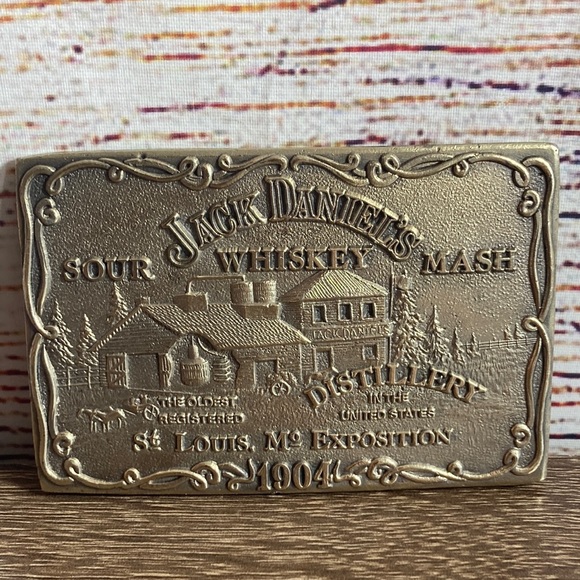 JACK DANIEL'S
SOUR WHISKEY MASH
JACK DANIEL
DISTILLERY
THE OLDEST IN THE
REGISTERED UNITED STATES
St. LOUIS, Mo EXPOSITION
1904